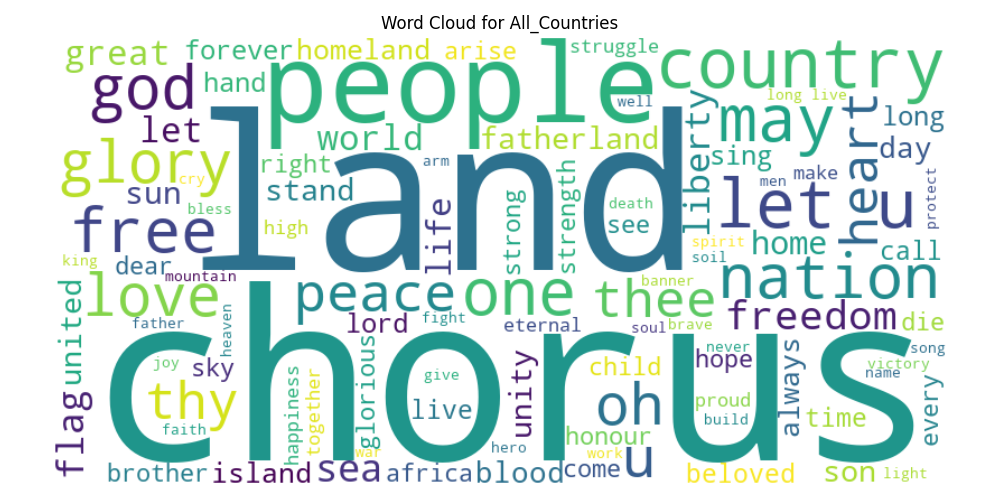 Word Cloud for All_Countries
great forever homeland arise struggle
god hand people country
well long live
let world fatherland may long
glory right arm liberty sing heart day
sun cry stand men make
bless life strong strength death see let u protect
free high spirit home call
king dear land soil
mountain nation
united love peace one thee banner
father heaven lord fight eternal soul brave freedom die
chorus
joy sky glorious give never hope song
victory name
thy happiness together live unity child proud always every
faith oh build time
hero honour
flag war work
brother island sea africa blood come u beloved son light